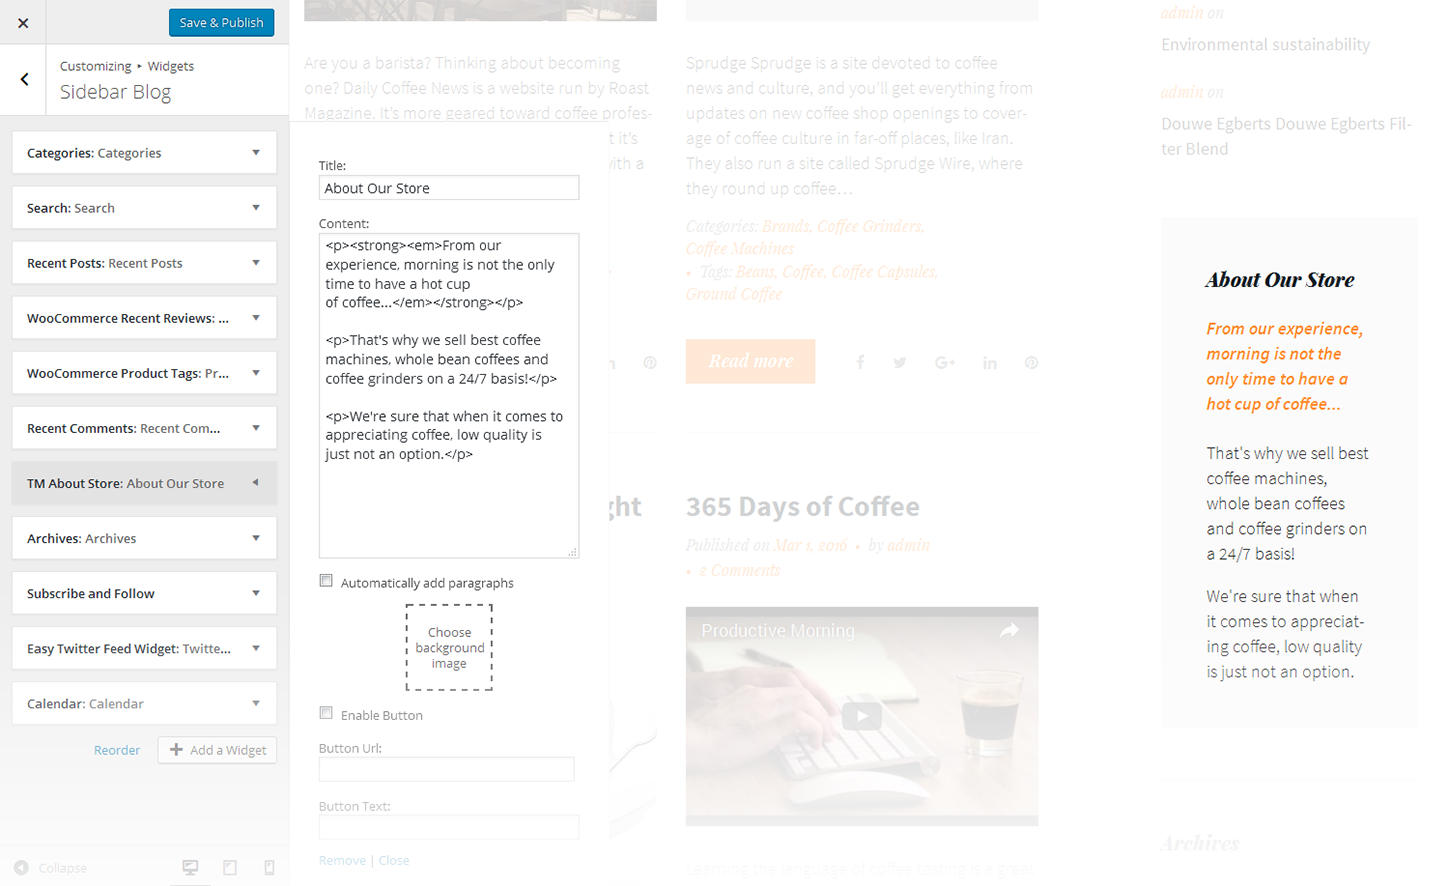 Save & Publish
Customizing ▸ Widgets
Sidebar Blog
Categories: Categories
Search: Search
Recent Posts: Recent Posts
WooCommerce Recent Reviews: ...
WooCommerce Product Tags: Pr...
Recent Comments: Recent Com...
TM About Store: About Our Store
Archives: Archives
Subscribe and Follow
Easy Twitter Feed Widget: Twitte...
Calendar: Calendar
Reorder
Add a Widget
Collapse
Title:
About Our Store
Content:
<p><strong><em>From our
experience, morning is not the only
time to have a hot cup
of coffee...</em></strong></p>
<p>That's why we sell best coffee
machines, whole bean coffees and
coffee grinders on a 24/7 basis!</p>
<p>We're sure that when it comes to
appreciating coffee, low quality is
just not an option.</p>
Automatically add paragraphs
Choose
background
image
Enable Button
Button Url:
Button Text:
Remove | Close
Are you a barista? Thinking about becoming
one? Daily Coffee News is a website run by Roast
Magazine. It's more geared toward coffee profes-
t it's
with a
ght
Sprudge Sprudge is a site devoted to coffee
news and culture, and you'll get everything from
updates on new coffee shop openings to cover-
age of coffee culture in far-off places, like Iran.
They also run a site called Sprudge Wire, where
they round up coffee…
Categories: Brands, Coffee Grinders,
Coffee Machines
• Tags: Beans, Coffee, Coffee Capsules,
Ground Coffee
Read more
365 Days of Coffee
Published on Mar 1, 2016 • by admin
• 2 Comments
Productive Morning
Learning the language of coffee tasting is a great
admin on
Environmental sustainability
admin on
Douwe Egberts Douwe Egberts Fil-
ter Blend
About Our Store
From our experience,
morning is not the
only time to have a
hot cup of coffee...
That's why we sell best
coffee machines,
whole bean coffees
and coffee grinders on
a 24/7 basis!
We're sure that when
it comes to appreciat-
ing coffee, low quality
is just not an option.
Archives